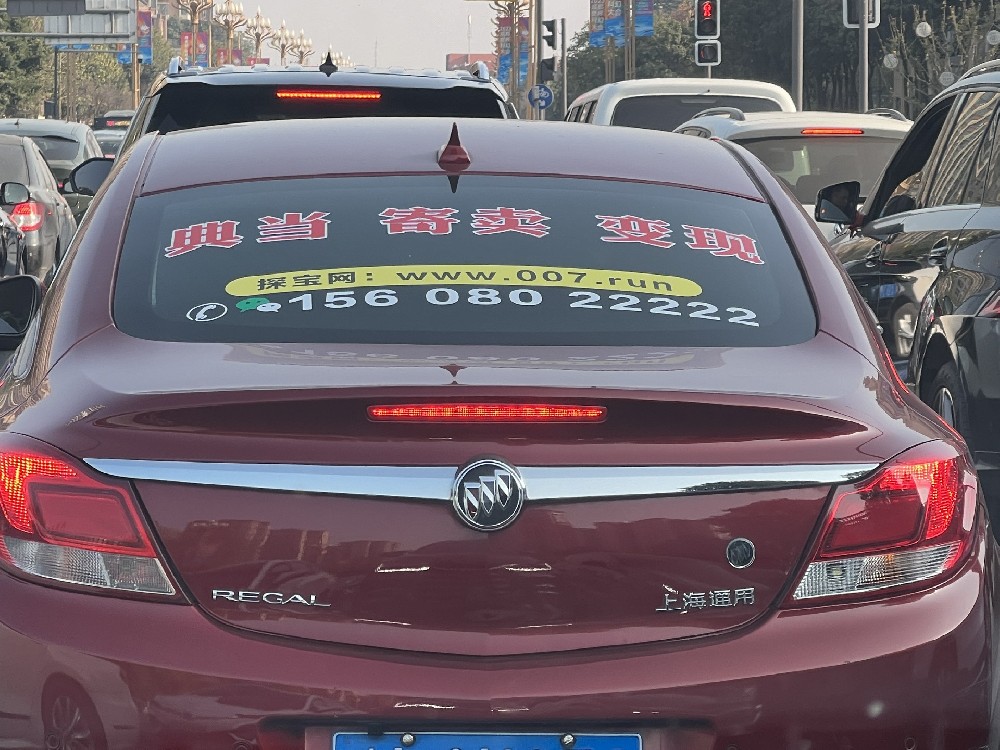 典当 寄卖 变现
探宝网：www.007.run
156 080 22222
REGAL 上海通用